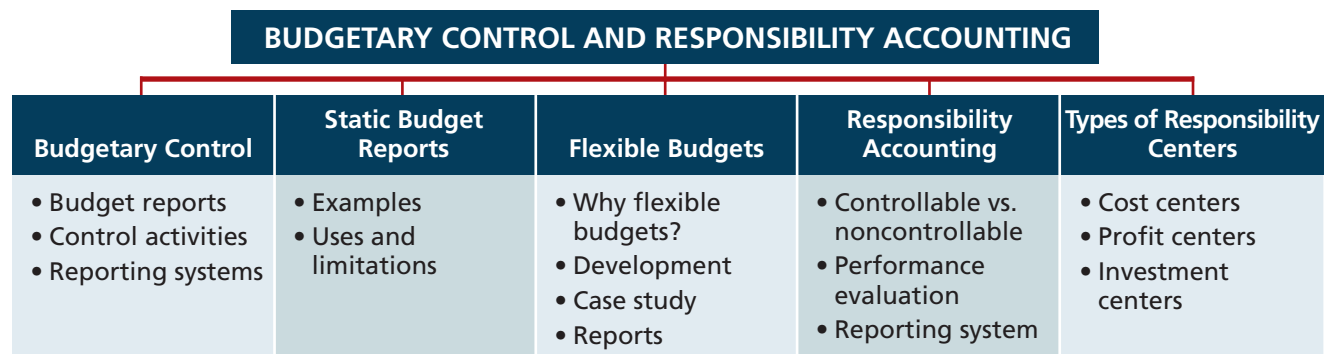 BUDGETARY CONTROL AND RESPONSIBILITY ACCOUNTING
Budgetary Control
• Budget reports
• Control activities
• Reporting systems
Static Budget
Reports
• Examples
• Uses and
limitations
Flexible Budgets
• Why flexible
budgets?
• Development
• Case study
• Reports
Responsibility
Accounting
• Controllable vs.
noncontrollable
• Performance
evaluation
• Reporting system
Types of Responsibility
Centers
• Cost centers
• Profit centers
• Investment
centers